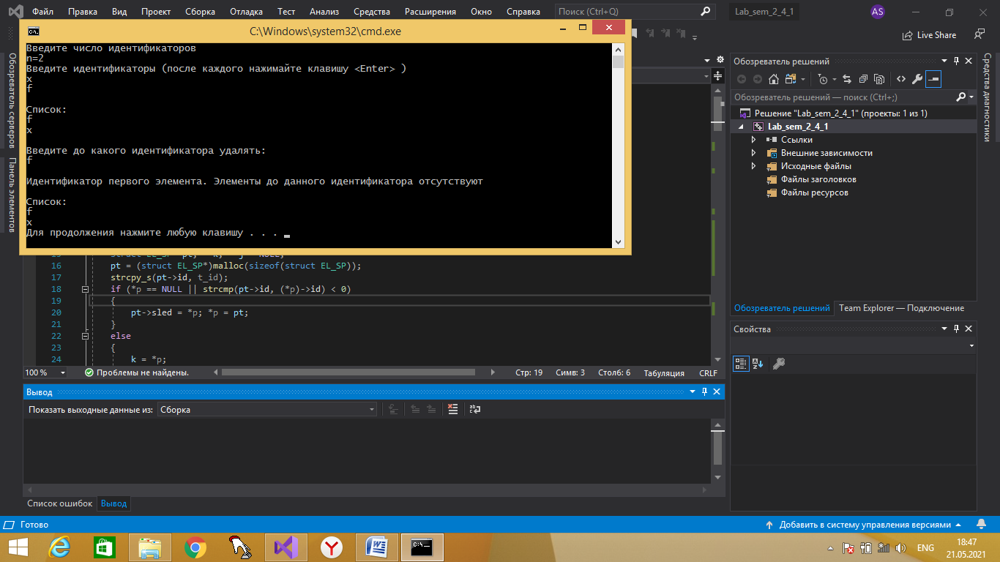 Файл Правка Вид Проект Сборка Отладка Тест Анализ Средства Расширения Окно Справка Поиск (Ctrl+Q) Lab_sem_2_4_1 AS
Live Share
C:\Windows\system32\cmd.exe
Введите число идентификаторов
n=2
Введите идентификаторы (после каждого нажимайте клавишу <Enter> )
x
f
Список:
f
x
Введите до какого идентификатора удалять:
f
Идентификатор первого элемента. Элементы до данного идентификатора отсутствуют
Список:
f
x
Для продолжения нажмите любую клавишу . . .
Обозреватель серверов
Панель элементов
16 pt = (struct EL_SP*)malloc(sizeof(struct EL_SP));
17 strcpy_s(pt->id, t_id);
18 if (*p == NULL || strcmp(pt->id, (*p)->id) < 0)
19 {
20 pt->sled = *p; *p = pt;
21 }
22 else
23 {
24 k = *p;
100 % Проблемы не найдены. Стр: 19 Симв: 3 Столб: 6 Табуляция CRLF
Вывод
Показать выходные данные из: Сборка
Список ошибок Вывод
Обозреватель решений
Обозреватель решений — поиск (Ctrl+;)
Решение "Lab_sem_2_4_1" (проекты: 1 из 1)
Lab_sem_2_4_1
Ссылки
Внешние зависимости
Исходные файлы
Файлы заголовков
Файлы ресурсов
Обозреватель решений Team Explorer — Подключение
Свойства
Средства диагностики
Готово Добавить в систему управления версиями
ENG 18:47
21.05.2021